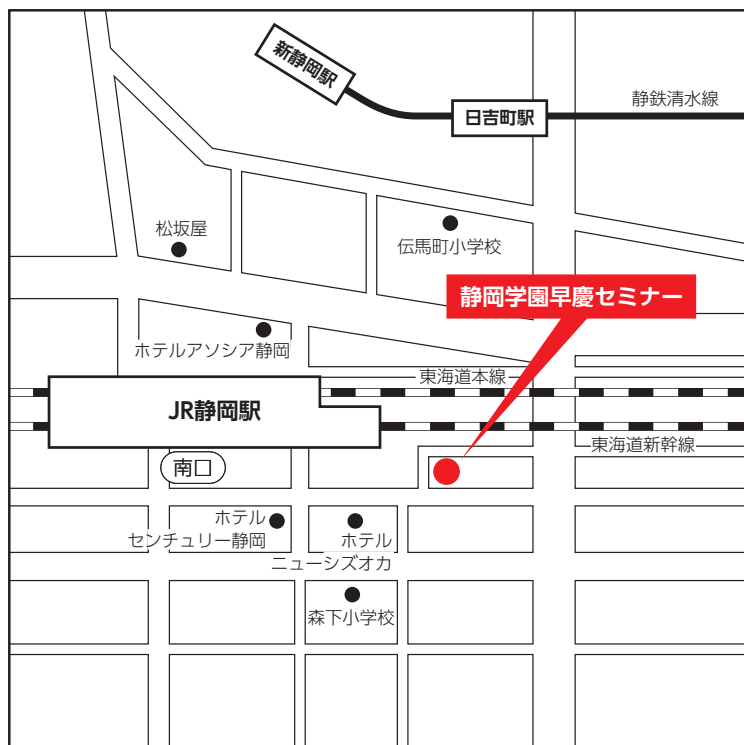 新静岡駅
日吉町駅
静鉄清水線
松坂屋
伝馬町小学校
静岡学園早慶セミナー
ホテルアソシア静岡
東海道本線
JR静岡駅
東海道新幹線
南口
ホテル
センチュリー静岡
ホテル
ニューシズオカ
森下小学校